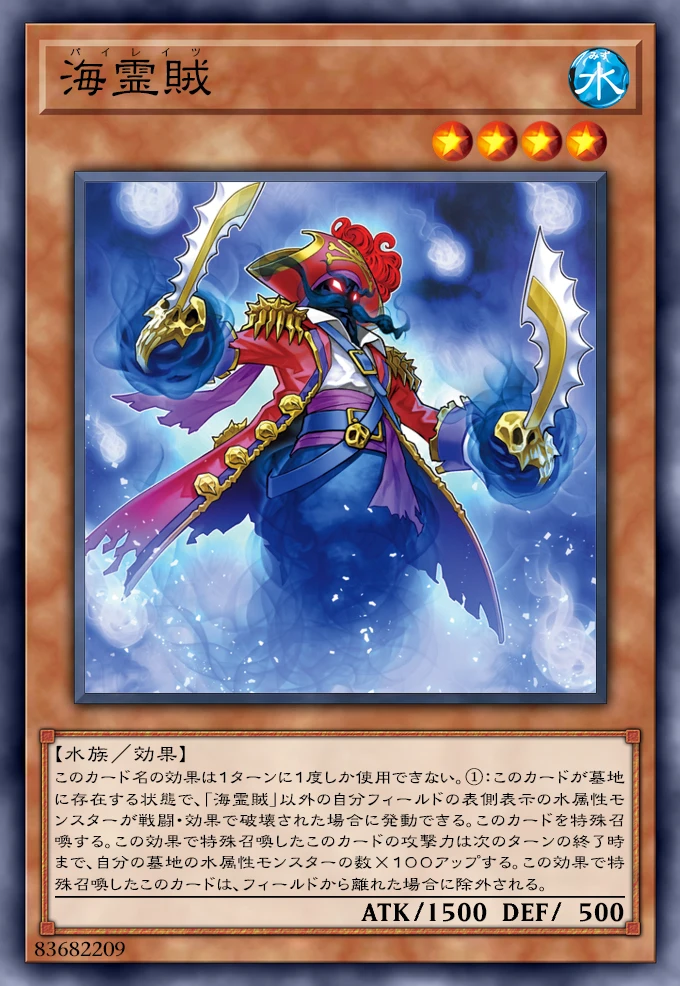 パイレイツ
海霊賊
みず
水
【水族／効果】
このカード名の効果は1ターンに1度しか使用できない。①：このカードが墓地
に存在する状態で、「海霊賊」以外の自分フィールドの表側表示の水属性モ
ンスターが戦闘・効果で破壊された場合に発動できる。このカードを特殊召
喚する。この効果で特殊召喚したこのカードの攻撃力は次のターンの終了時
まで、自分の墓地の水属性モンスターの数×１００アップする。この効果で特
殊召喚したこのカードは、フィールドから離れた場合に除外される。
ATK/1500 DEF/ 500
83682209